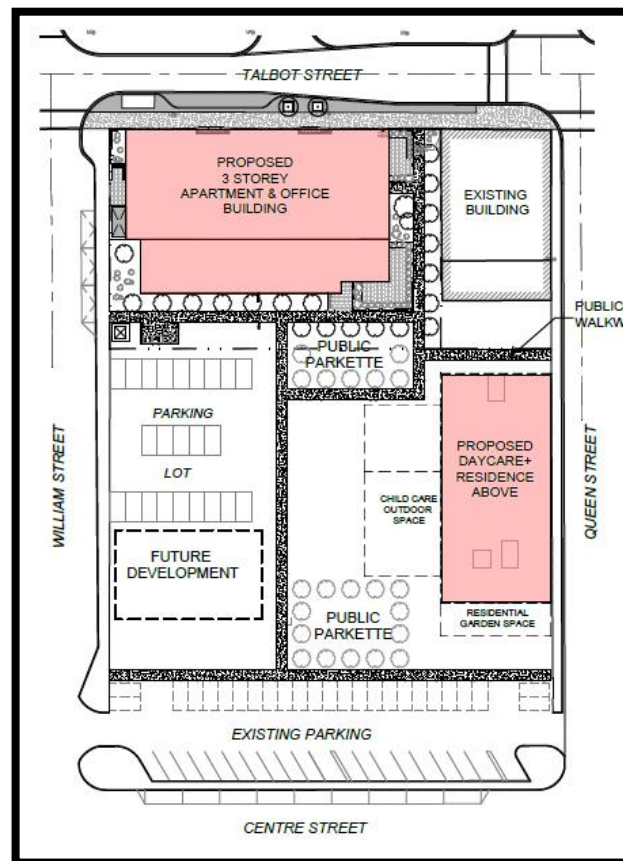 TALBOT STREET
PROPOSED
3 STOREY
APARTMENT & OFFICE
BUILDING
EXISTING
BUILDING
PUBLIC
WALKW
PUBLIC
PARKETTE
PARKING
LOT
WILLIAM STREET
QUEEN STREET
PROPOSED
DAYCARE+
RESIDENCE
ABOVE
CHILD CARE
OUTDOOR
SPACE
FUTURE
DEVELOPMENT
PUBLIC
PARKETTE
RESIDENTIAL
GARDEN SPACE
EXISTING PARKING
CENTRE STREET